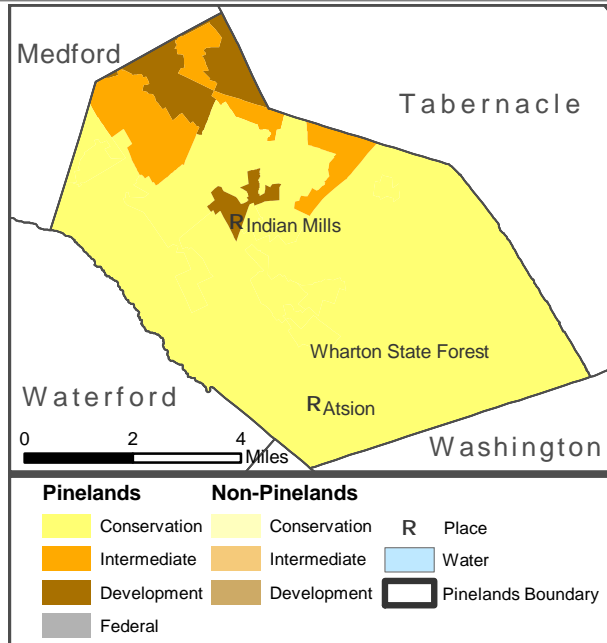 Medford
Tabernacle
R Indian Mills
Wharton State Forest
Waterford
R Atsion
0 2 4
Miles
Washington
Pinelands Non-Pinelands
Conservation Conservation R Place
Intermediate Intermediate Water
Development Development Pinelands Boundary
Federal